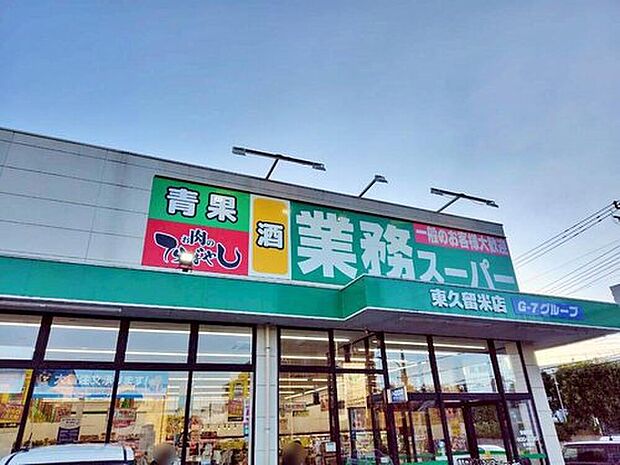 青果
お肉の
てらばやし
酒
業務スーパー
一般のお客様大歓迎
東久留米店
G-7グループ